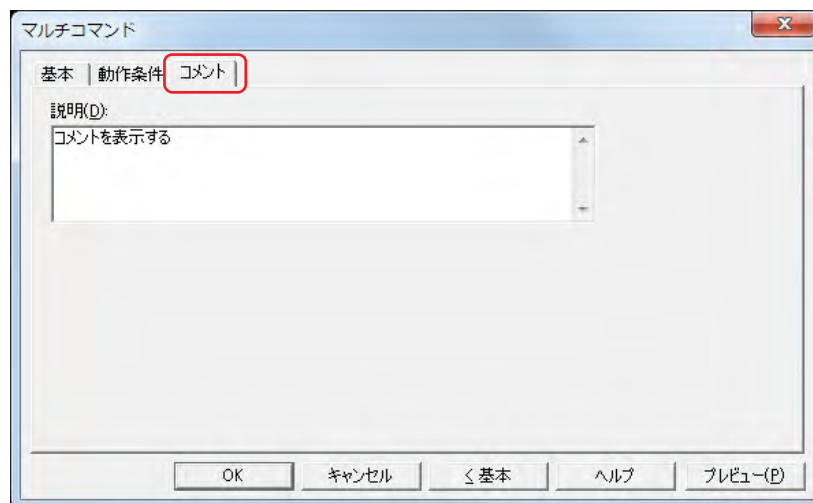 マルチコマンド
基本 動作条件 コメント
説明(D):
コメントを表示する
OK キャンセル < 基本 ヘルプ プレビュー(P)